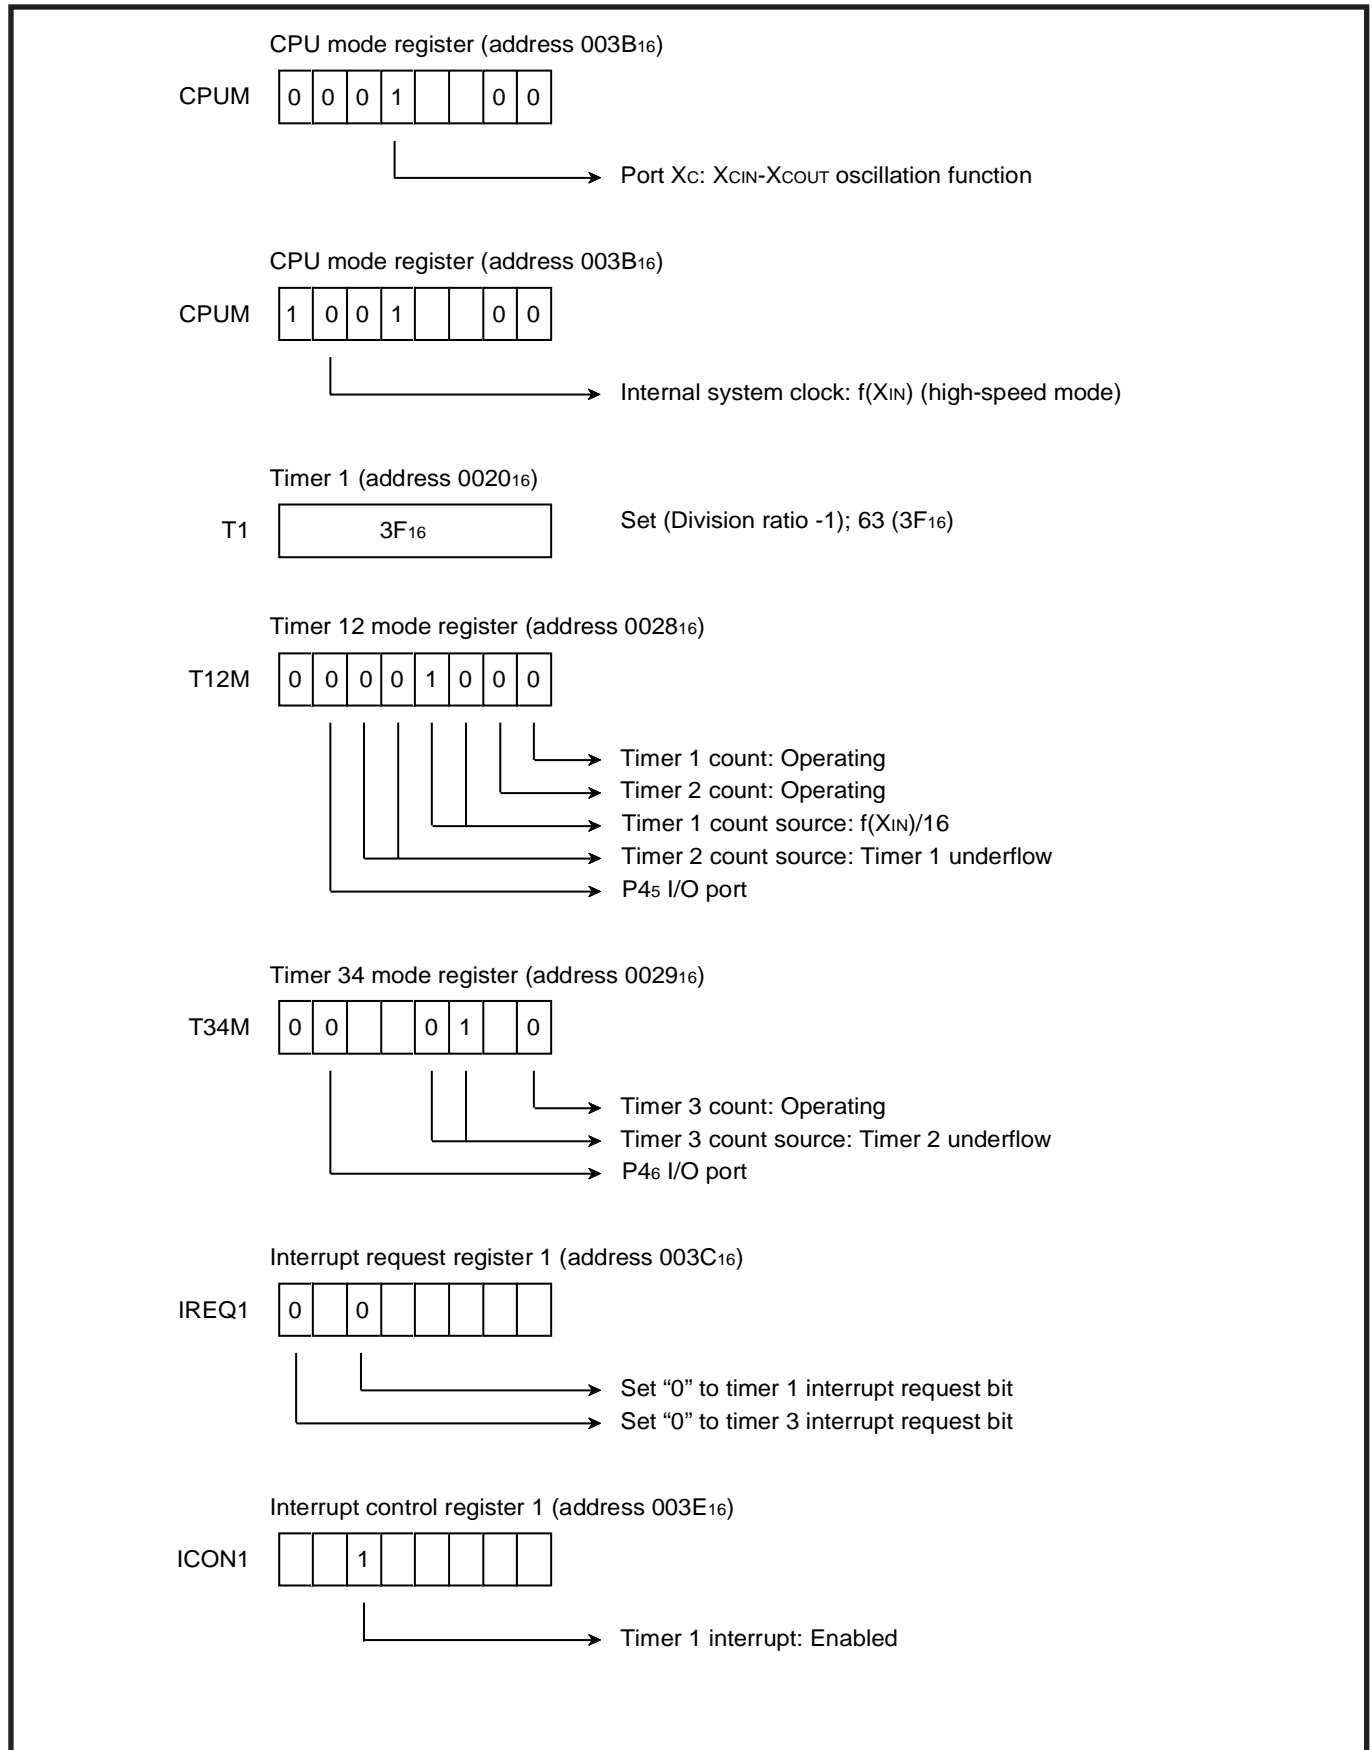 CPU mode register (address 003B16)
CPUM 0 0 0 1 0 0
Port XC: XCIN-XCOUT oscillation function
CPU mode register (address 003B16)
CPUM 1 0 0 1 0 0
Internal system clock: f(XIN) (high-speed mode)
Timer 1 (address 002016)
T1 3F16 Set (Division ratio -1); 63 (3F16)
Timer 12 mode register (address 002816)
T12M 0 0 0 0 1 0 0 0
Timer 1 count: Operating
Timer 2 count: Operating
Timer 1 count source: f(XIN)/16
Timer 2 count source: Timer 1 underflow
P45 I/O port
Timer 34 mode register (address 002916)
T34M 0 0 0 1 0
Timer 3 count: Operating
Timer 3 count source: Timer 2 underflow
P46 I/O port
Interrupt request register 1 (address 003C16)
IREQ1 0 0
Set “0” to timer 1 interrupt request bit
Set “0” to timer 3 interrupt request bit
Interrupt control register 1 (address 003E16)
ICON1 1
Timer 1 interrupt: Enabled